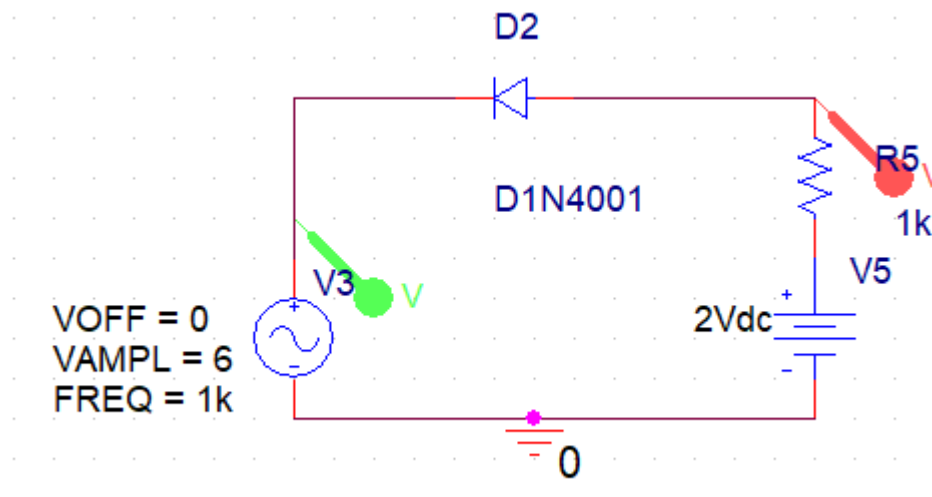 D2
D1N4001
R5
V
1k
V3
V
V5
VOFF = 0
VAMPL = 6
FREQ = 1k
2Vdc
+
-
+
-
0